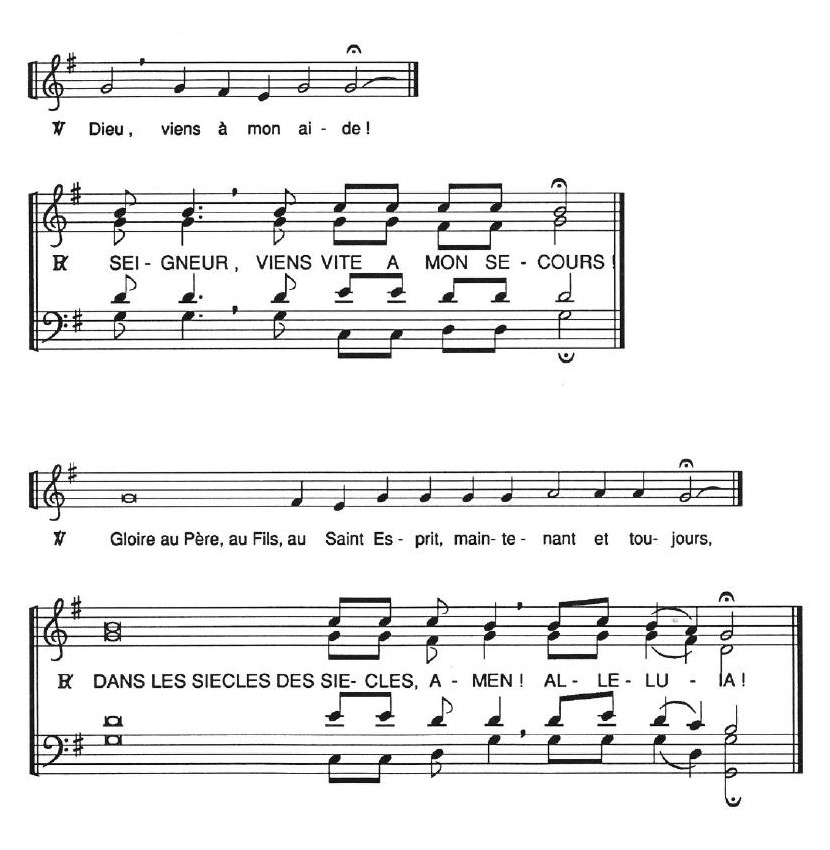 ℣ Dieu, viens à mon ai - de !
℟ SEI - GNEUR, VIENS VITE A MON SE - COURS !
℣ Gloire au Père, au Fils, au Saint Es - prit, main - te - nant et tou - jours,
℟ DANS LES SIECLES DES SIE - CLES, A - MEN ! AL - LE - LU - IA !